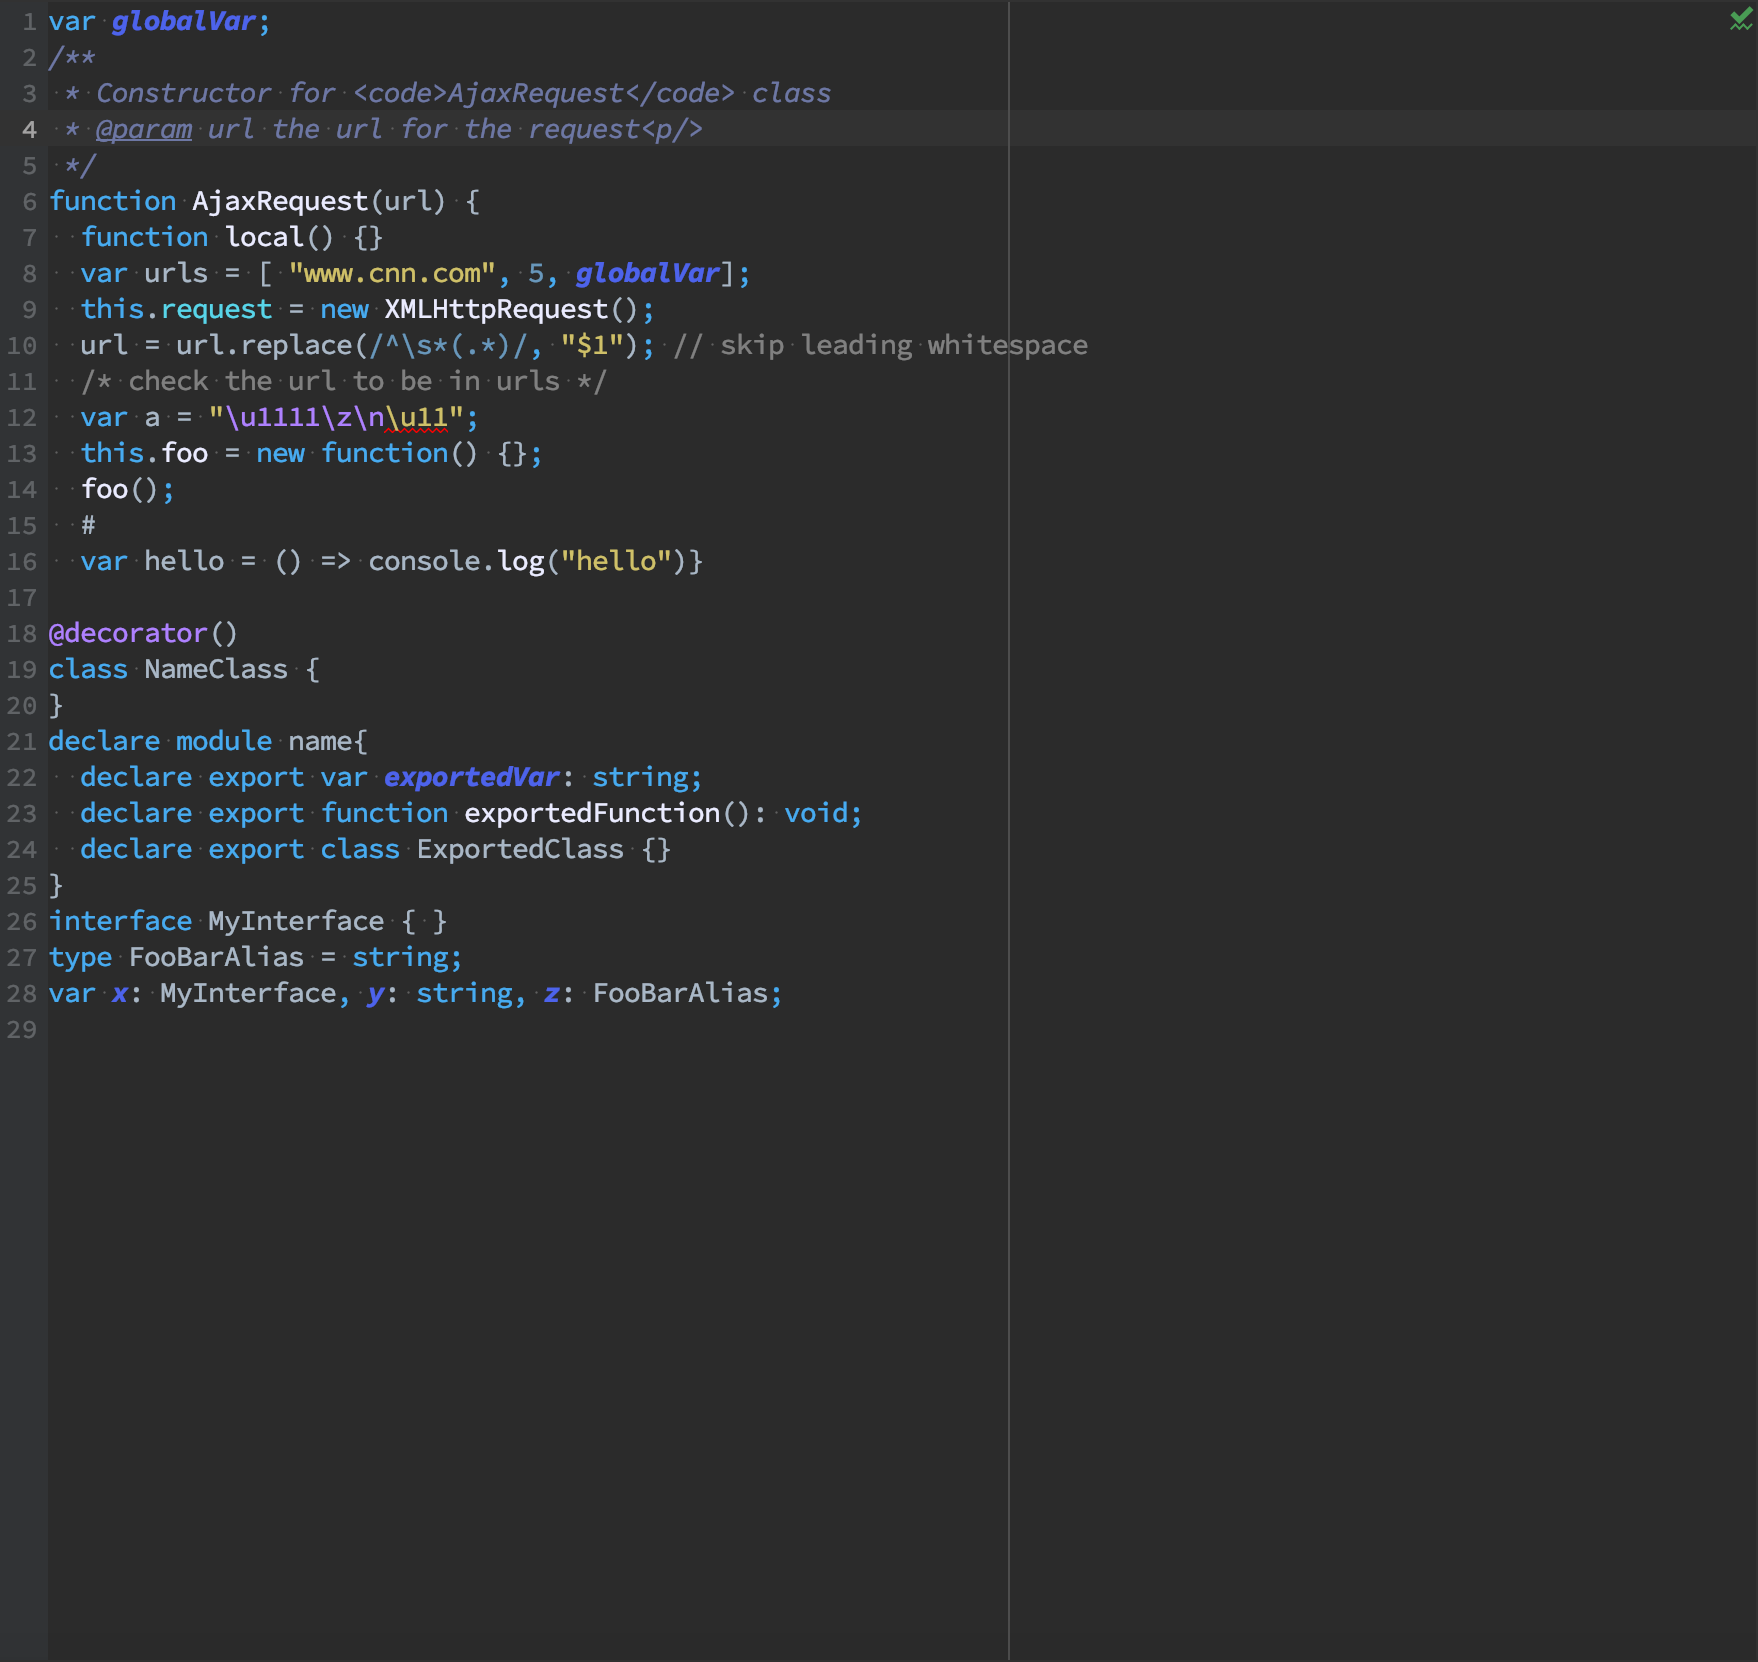 1 var globalVar;
2 /**
3  * Constructor for <code>AjaxRequest</code> class
4  * @param url the url for the request<p/>
5  */
6 function AjaxRequest(url) {
7   function local() {}
8   var urls = [ "www.cnn.com", 5, globalVar];
9   this.request = new XMLHttpRequest();
10   url = url.replace(/^\s*(.*)/, "$1"); // skip leading whitespace
11   /* check the url to be in urls */
12   var a = "\u1111\z\n\u11";
13   this.foo = new function() {};
14   foo();
15   #
16   var hello = () => console.log("hello")}
17
18 @decorator()
19 class NameClass {
20 }
21 declare module name{
22   declare export var exportedVar: string;
23   declare export function exportedFunction(): void;
24   declare export class ExportedClass {}
25 }
26 interface MyInterface { }
27 type FooBarAlias = string;
28 var x: MyInterface, y: string, z: FooBarAlias;
29